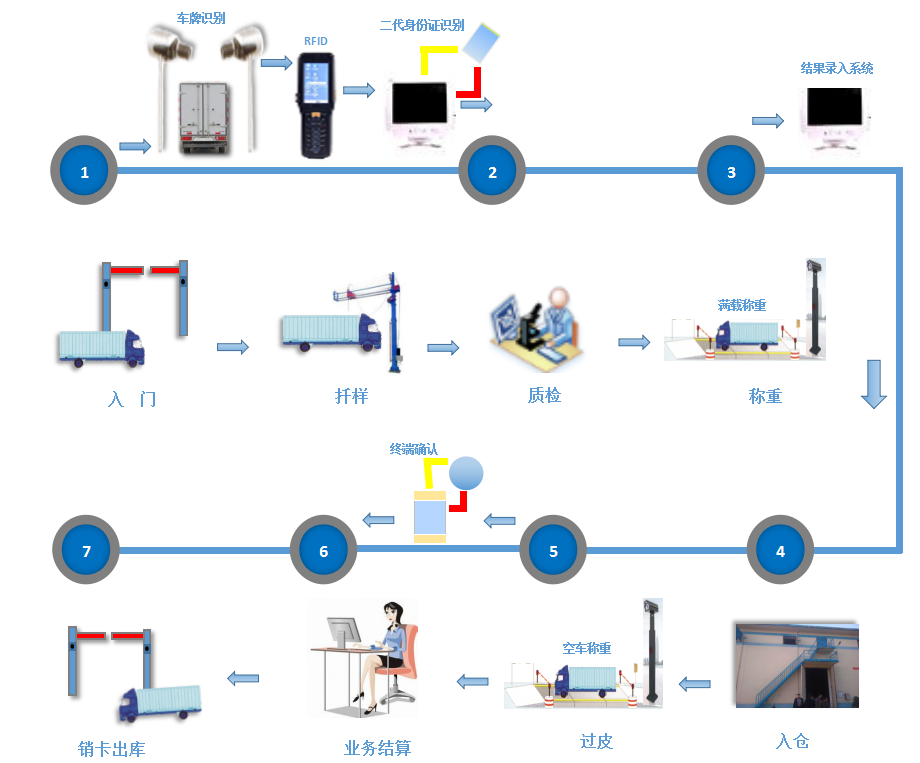 车牌识别
RFID
二代身份证识别
结果录入系统
1
2
3
满载称重
入 门
扦样
质检
称重
终端确认
7
6
5
4
空车称重
销卡出库
业务结算
过皮
入仓